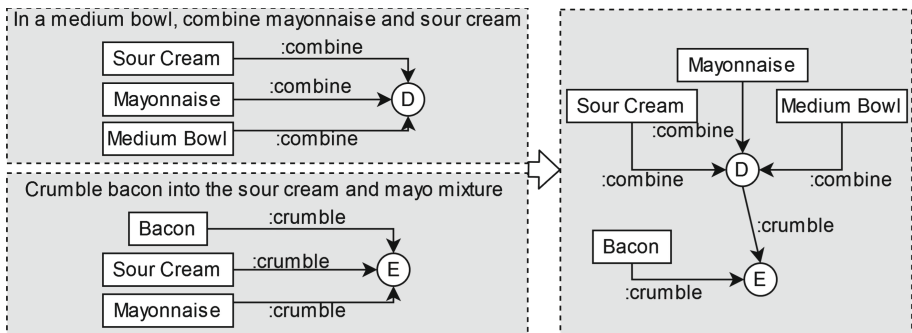 In a medium bowl, combine mayonnaise and sour cream
:combine
Sour Cream
:combine
Mayonnaise
D
Medium Bowl
:combine
Crumble bacon into the sour cream and mayo mixture
:crumble
Bacon
:crumble
Sour Cream
E
Mayonnaise
:crumble
Mayonnaise
Sour Cream
Medium Bowl
:combine
D
:combine
:combine
:crumble
Bacon
E
:crumble